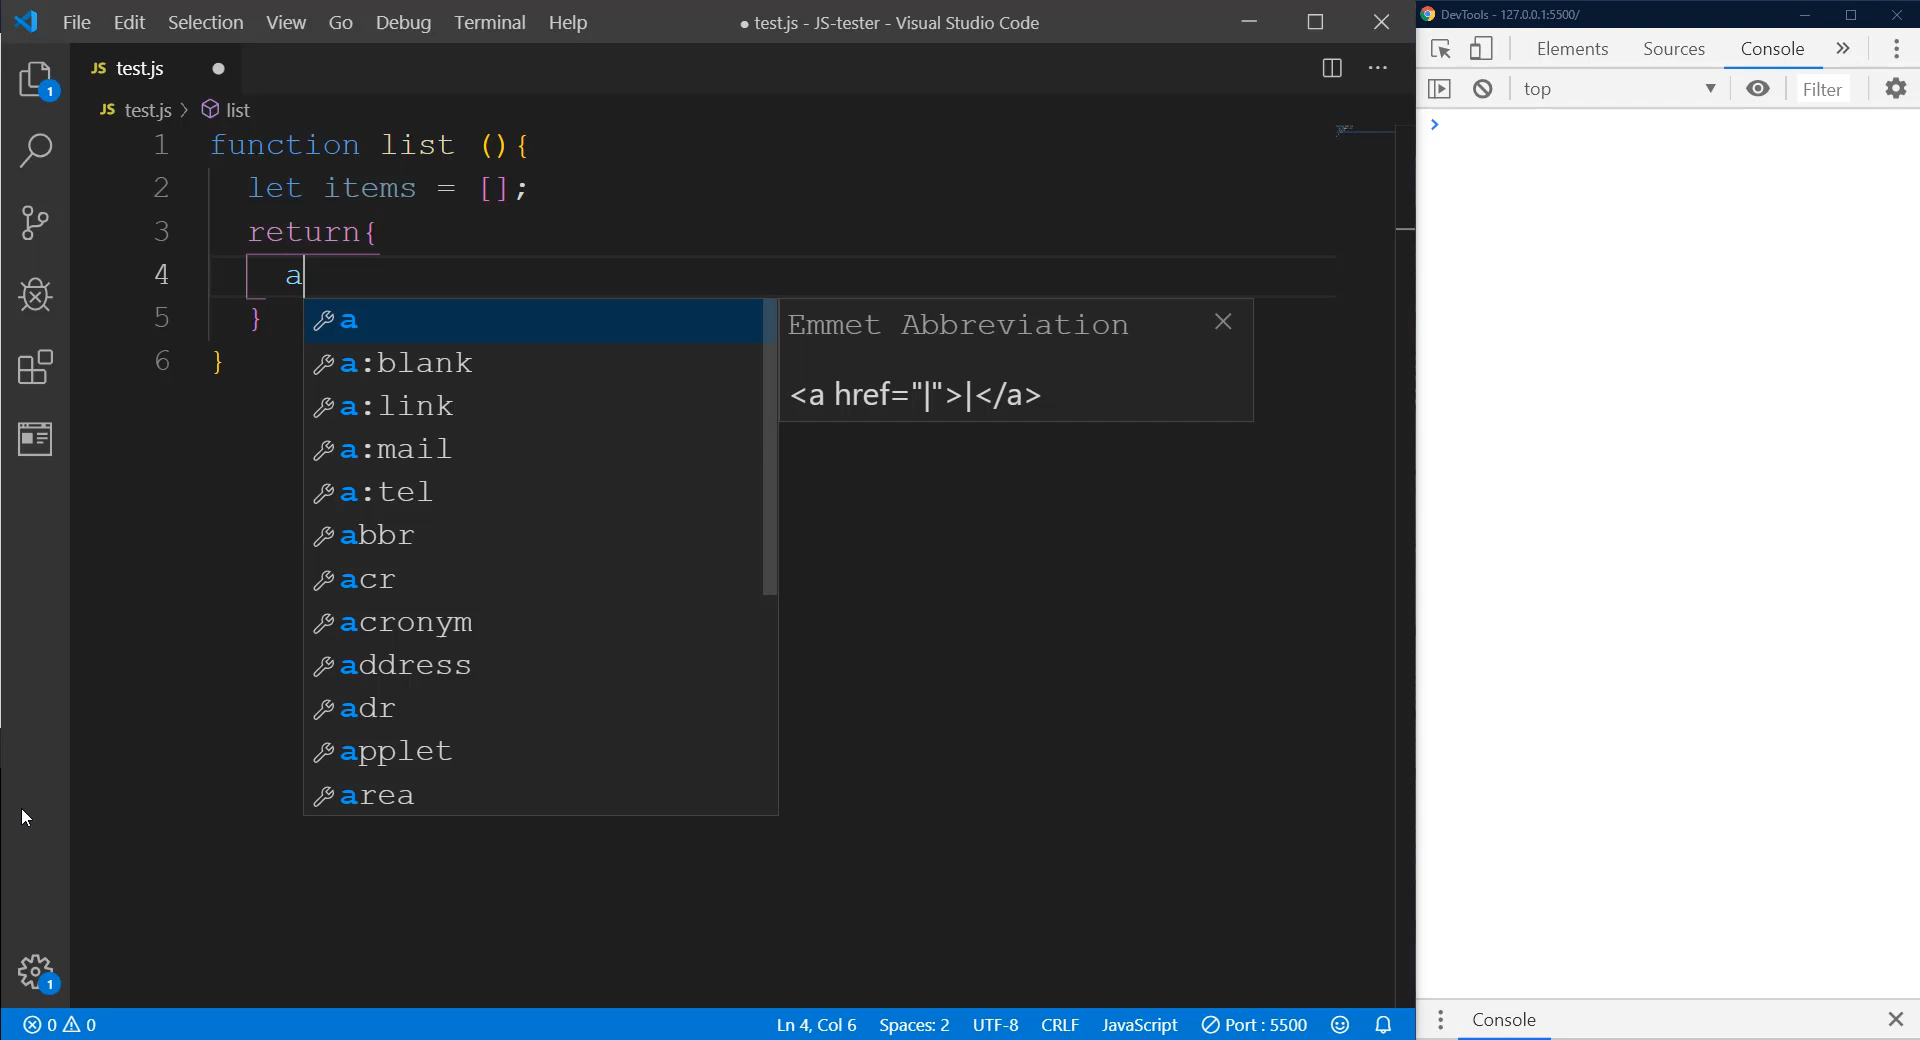 File Edit Selection View Go Debug Terminal Help
● test.js - JS-tester - Visual Studio Code
JS test.js ●
JS test.js > list
1 function list (){
2 let items = [];
3 return{
4 a
5 }
6 }
a
a:blank
a:link
a:mail
a:tel
abbr
acr
acronym
address
adr
applet
area
Emmet Abbreviation
<a href="|">|</a>
1
1
0 0
Ln 4, Col 6 Spaces: 2 UTF-8 CRLF JavaScript Port : 5500
DevTools - 127.0.0.1:5500/
Elements Sources Console »
top Filter
Console